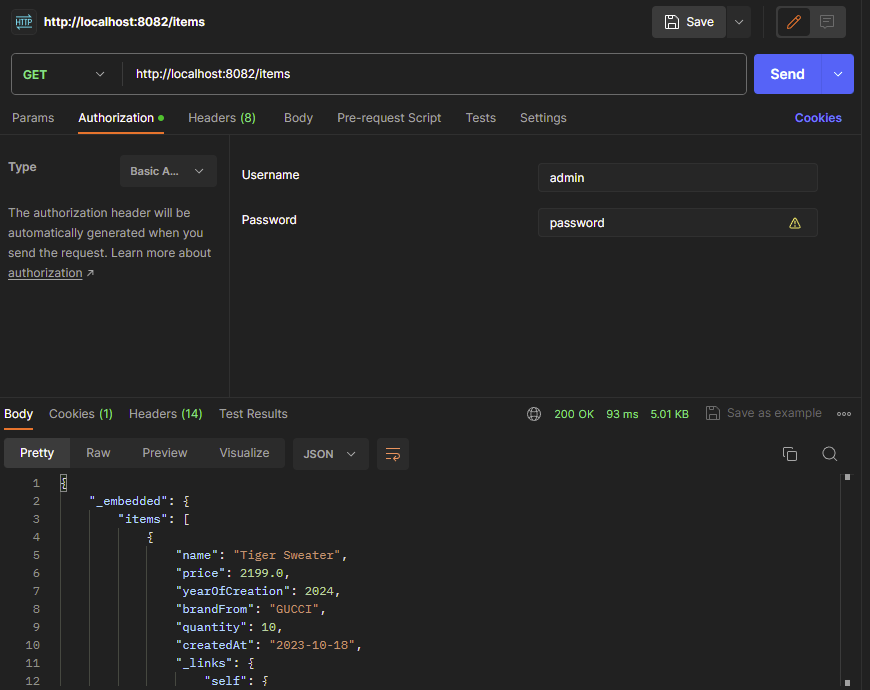 HTTP http://localhost:8082/items Save
GET http://localhost:8082/items Send
Params Authorization Headers (8) Body Pre-request Script Tests Settings Cookies
Type Basic A...
The authorization header will be
automatically generated when you
send the request. Learn more about
authorization ↗
Username admin
Password password
Body Cookies (1) Headers (14) Test Results 200 OK 93 ms 5.01 KB Save as example
Pretty Raw Preview Visualize JSON
1 {
2 "_embedded": {
3 "items": [
4 {
5 "name": "Tiger Sweater",
6 "price": 2199.0,
7 "yearOfCreation": 2024,
8 "brandFrom": "GUCCI",
9 "quantity": 10,
10 "createdAt": "2023-10-18",
11 "_links": {
12 "self": {